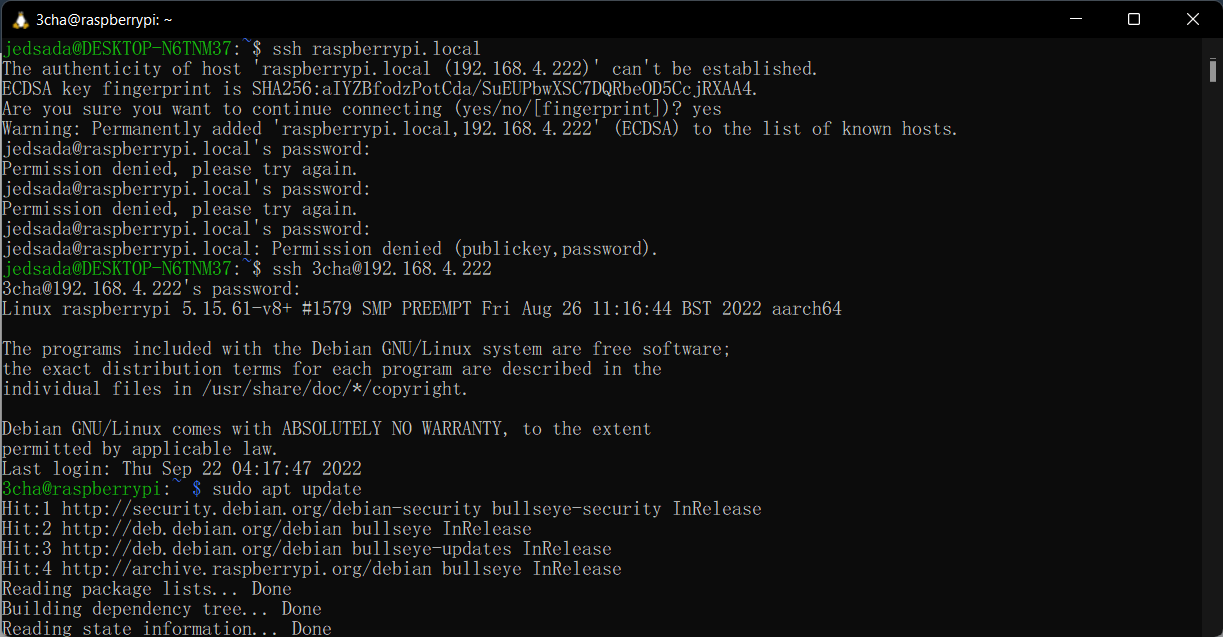 3cha@raspberrypi: ~
jedsada@DESKTOP-N6TNM37:~$ ssh raspberrypi.local
The authenticity of host 'raspberrypi.local (192.168.4.222)' can't be established.
ECDSA key fingerprint is SHA256:aIYZBfodzPotCda/SuEUPbwXSC7DQRbeOD5CcjRXAA4.
Are you sure you want to continue connecting (yes/no/[fingerprint])? yes
Warning: Permanently added 'raspberrypi.local,192.168.4.222' (ECDSA) to the list of known hosts.
jedsada@raspberrypi.local's password:
Permission denied, please try again.
jedsada@raspberrypi.local's password:
Permission denied, please try again.
jedsada@raspberrypi.local's password:
jedsada@raspberrypi.local: Permission denied (publickey,password).
jedsada@DESKTOP-N6TNM37:~$ ssh 3cha@192.168.4.222
3cha@192.168.4.222's password:
Linux raspberrypi 5.15.61-v8+ #1579 SMP PREEMPT Fri Aug 26 11:16:44 BST 2022 aarch64
The programs included with the Debian GNU/Linux system are free software;
the exact distribution terms for each program are described in the
individual files in /usr/share/doc/*/copyright.
Debian GNU/Linux comes with ABSOLUTELY NO WARRANTY, to the extent
permitted by applicable law.
Last login: Thu Sep 22 04:17:47 2022
3cha@raspberrypi:~ $ sudo apt update
Hit:1 http://security.debian.org/debian-security bullseye-security InRelease
Hit:2 http://deb.debian.org/debian bullseye InRelease
Hit:3 http://deb.debian.org/debian bullseye-updates InRelease
Hit:4 http://archive.raspberrypi.org/debian bullseye InRelease
Reading package lists... Done
Building dependency tree... Done
Reading state information... Done